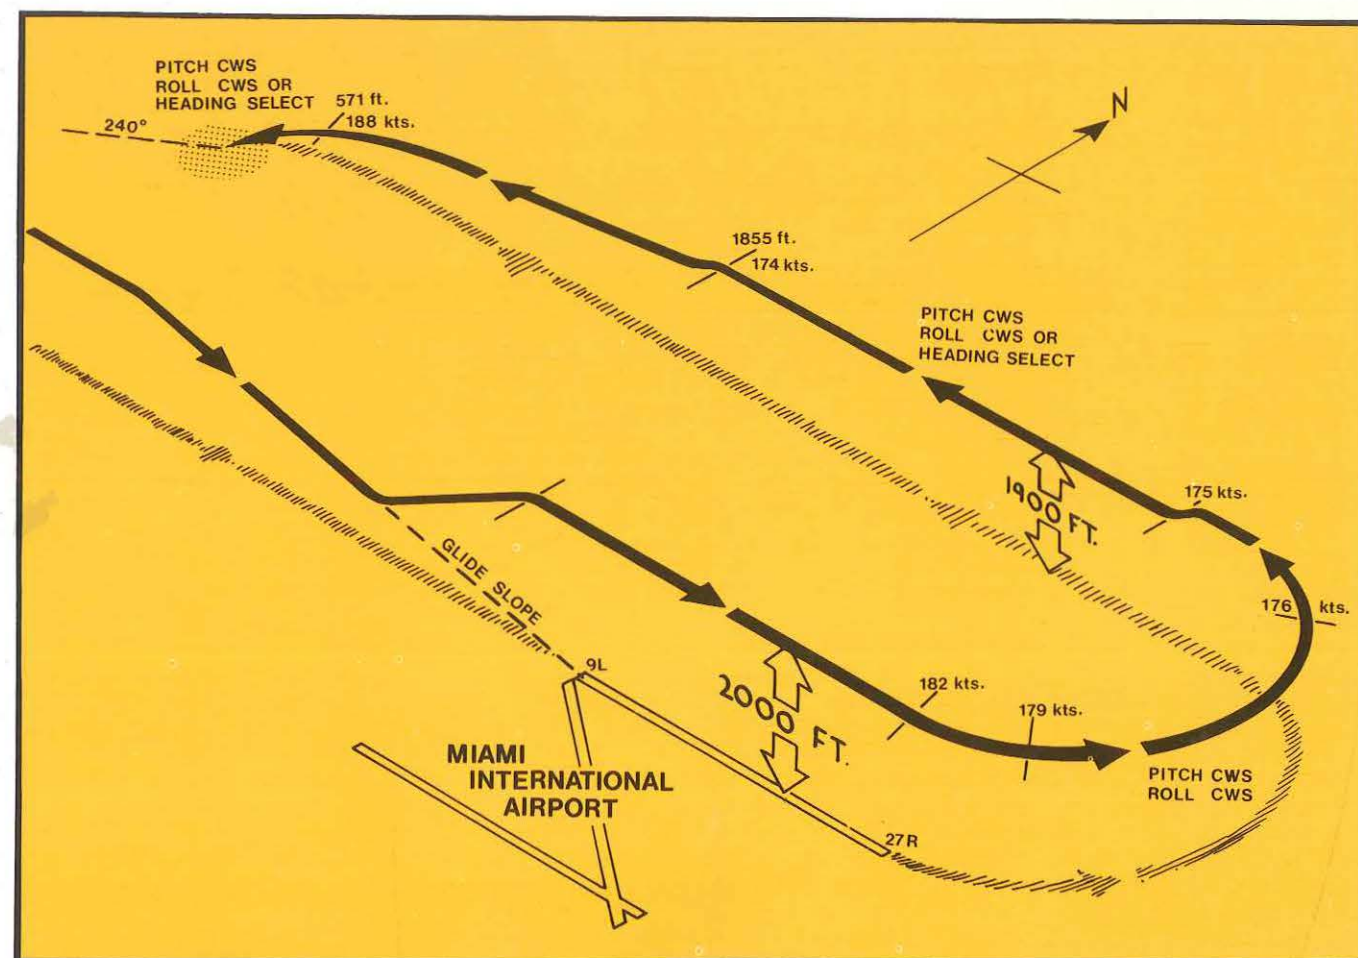 PITCH CWS
ROLL CWS OR
HEADING SELECT
571 ft.
188 kts.
240°
N
1855 ft.
174 kts.
PITCH CWS
ROLL CWS OR
HEADING SELECT
1900 FT.
175 kts.
176 kts.
GLIDE SLOPE
9L
2000 FT.
182 kts.
179 kts.
MIAMI
INTERNATIONAL
AIRPORT
PITCH CWS
ROLL CWS
27R